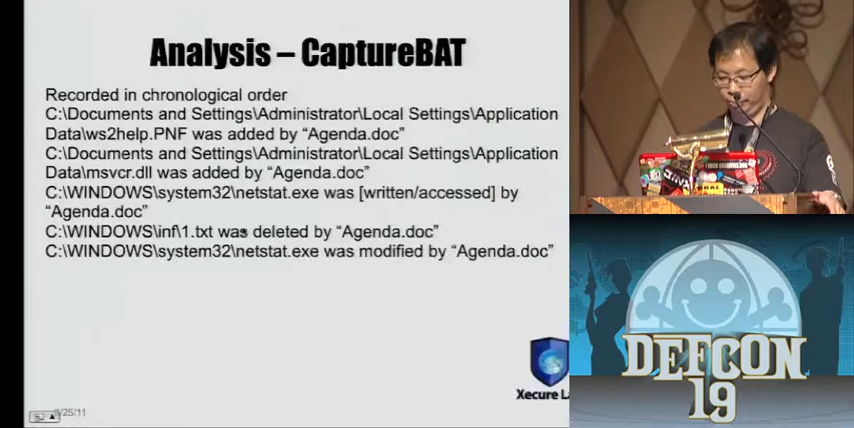 Analysis – CaptureBAT
Recorded in chronological order
C:\Documents and Settings\Administrator\Local Settings\Application
Data\ws2help.PNF was added by “Agenda.doc”
C:\Documents and Settings\Administrator\Local Settings\Application
Data\msvcr.dll was added by “Agenda.doc”
C:\WINDOWS\system32\netstat.exe was [written/accessed] by
“Agenda.doc”
C:\WINDOWS\inf\1.txt was deleted by “Agenda.doc”
C:\WINDOWS\system32\netstat.exe was modified by “Agenda.doc”
Xecure
/25/11
DEFCON
19